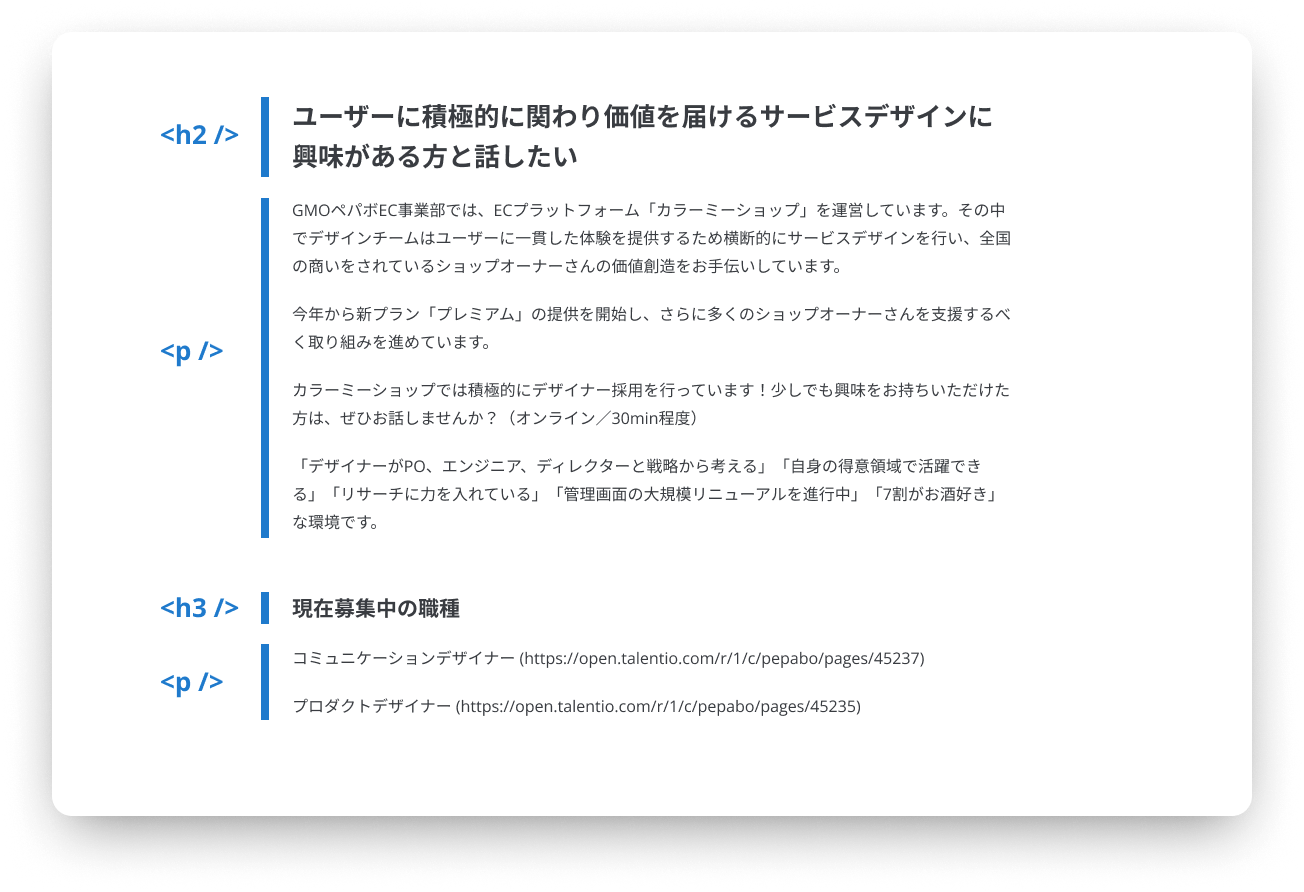 <h2 />
ユーザーに積極的に関わり価値を届けるサービスデザインに
興味がある方と話したい
<p />
GMOペパボEC事業部では、ECプラットフォーム「カラーミーショップ」を運営しています。その中
でデザインチームはユーザーに一貫した体験を提供するため横断的にサービスデザインを行い、全国
の商いをされているショップオーナーさんの価値創造をお手伝いしています。
今年から新プラン「プレミアム」の提供を開始し、さらに多くのショップオーナーさんを支援するべ
く取り組みを進めています。
カラーミーショップでは積極的にデザイナー採用を行っています！少しでも興味をお持ちいただけた
方は、ぜひお話しませんか？（オンライン／30min程度）
「デザイナーがPO、エンジニア、ディレクターと戦略から考える」「自身の得意領域で活躍でき
る」「リサーチに力を入れている」「管理画面の大規模リニューアルを進行中」「7割がお酒好き」
な環境です。
<h3 />
現在募集中の職種
<p />
コミュニケーションデザイナー (https://open.talentio.com/r/1/c/pepabo/pages/45237)
プロダクトデザイナー (https://open.talentio.com/r/1/c/pepabo/pages/45235)